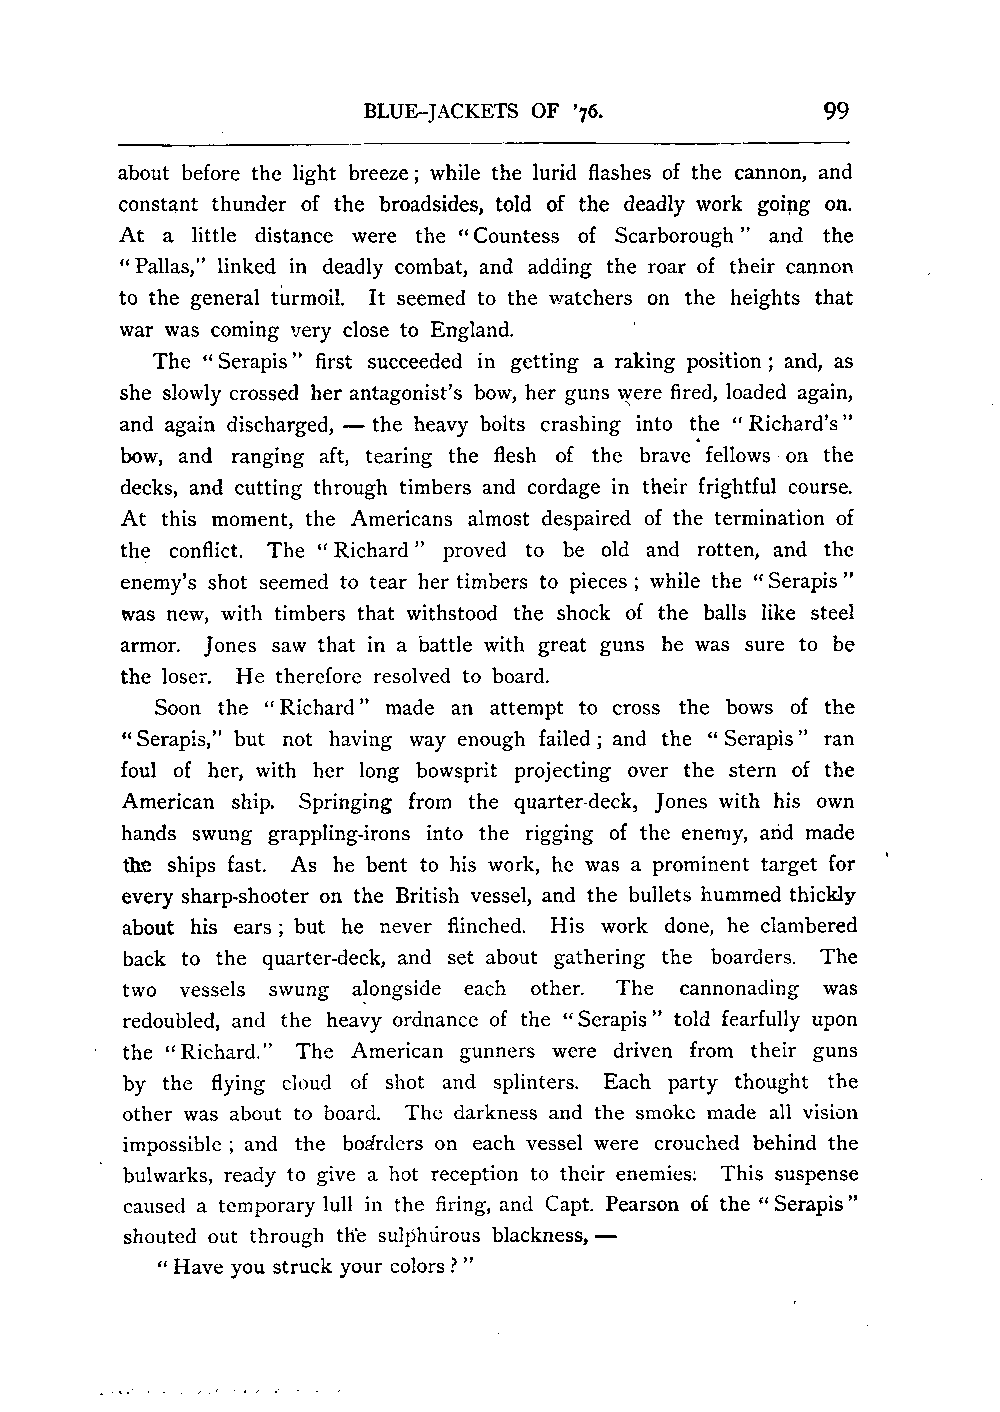 BLUE-JACKETS OF '76. 99
about before the light breeze; while the lurid flashes of the cannon, and
constant thunder of the broadsides, told of the deadly work going on.
At a little distance were the "Countess of Scarborough" and the
"Pallas," linked in deadly combat, and adding the roar of their cannon
to the general turmoil. It seemed to the watchers on the heights that
war was coming very close to England.
The "Serapis" first succeeded in getting a raking position; and, as
she slowly crossed her antagonist's bow, her guns were fired, loaded again,
and again discharged, — the heavy bolts crashing into the "Richard's"
bow, and ranging aft, tearing the flesh of the brave fellows on the
decks, and cutting through timbers and cordage in their frightful course.
At this moment, the Americans almost despaired of the termination of
the conflict. The "Richard" proved to be old and rotten, and the
enemy's shot seemed to tear her timbers to pieces; while the "Serapis"
was new, with timbers that withstood the shock of the balls like steel
armor. Jones saw that in a battle with great guns he was sure to be
the loser. He therefore resolved to board.
Soon the "Richard" made an attempt to cross the bows of the
"Serapis," but not having way enough failed; and the "Serapis" ran
foul of her, with her long bowsprit projecting over the stern of the
American ship. Springing from the quarter-deck, Jones with his own
hands swung grappling-irons into the rigging of the enemy, and made
the ships fast. As he bent to his work, he was a prominent target for
every sharp-shooter on the British vessel, and the bullets hummed thickly
about his ears; but he never flinched. His work done, he clambered
back to the quarter-deck, and set about gathering the boarders. The
two vessels swung alongside each other. The cannonading was
redoubled, and the heavy ordnance of the "Serapis" told fearfully upon
the "Richard." The American gunners were driven from their guns
by the flying cloud of shot and splinters. Each party thought the
other was about to board. The darkness and the smoke made all vision
impossible; and the boarders on each vessel were crouched behind the
bulwarks, ready to give a hot reception to their enemies. This suspense
caused a temporary lull in the firing, and Capt. Pearson of the "Serapis"
shouted out through the sulphurous blackness, —
"Have you struck your colors?"